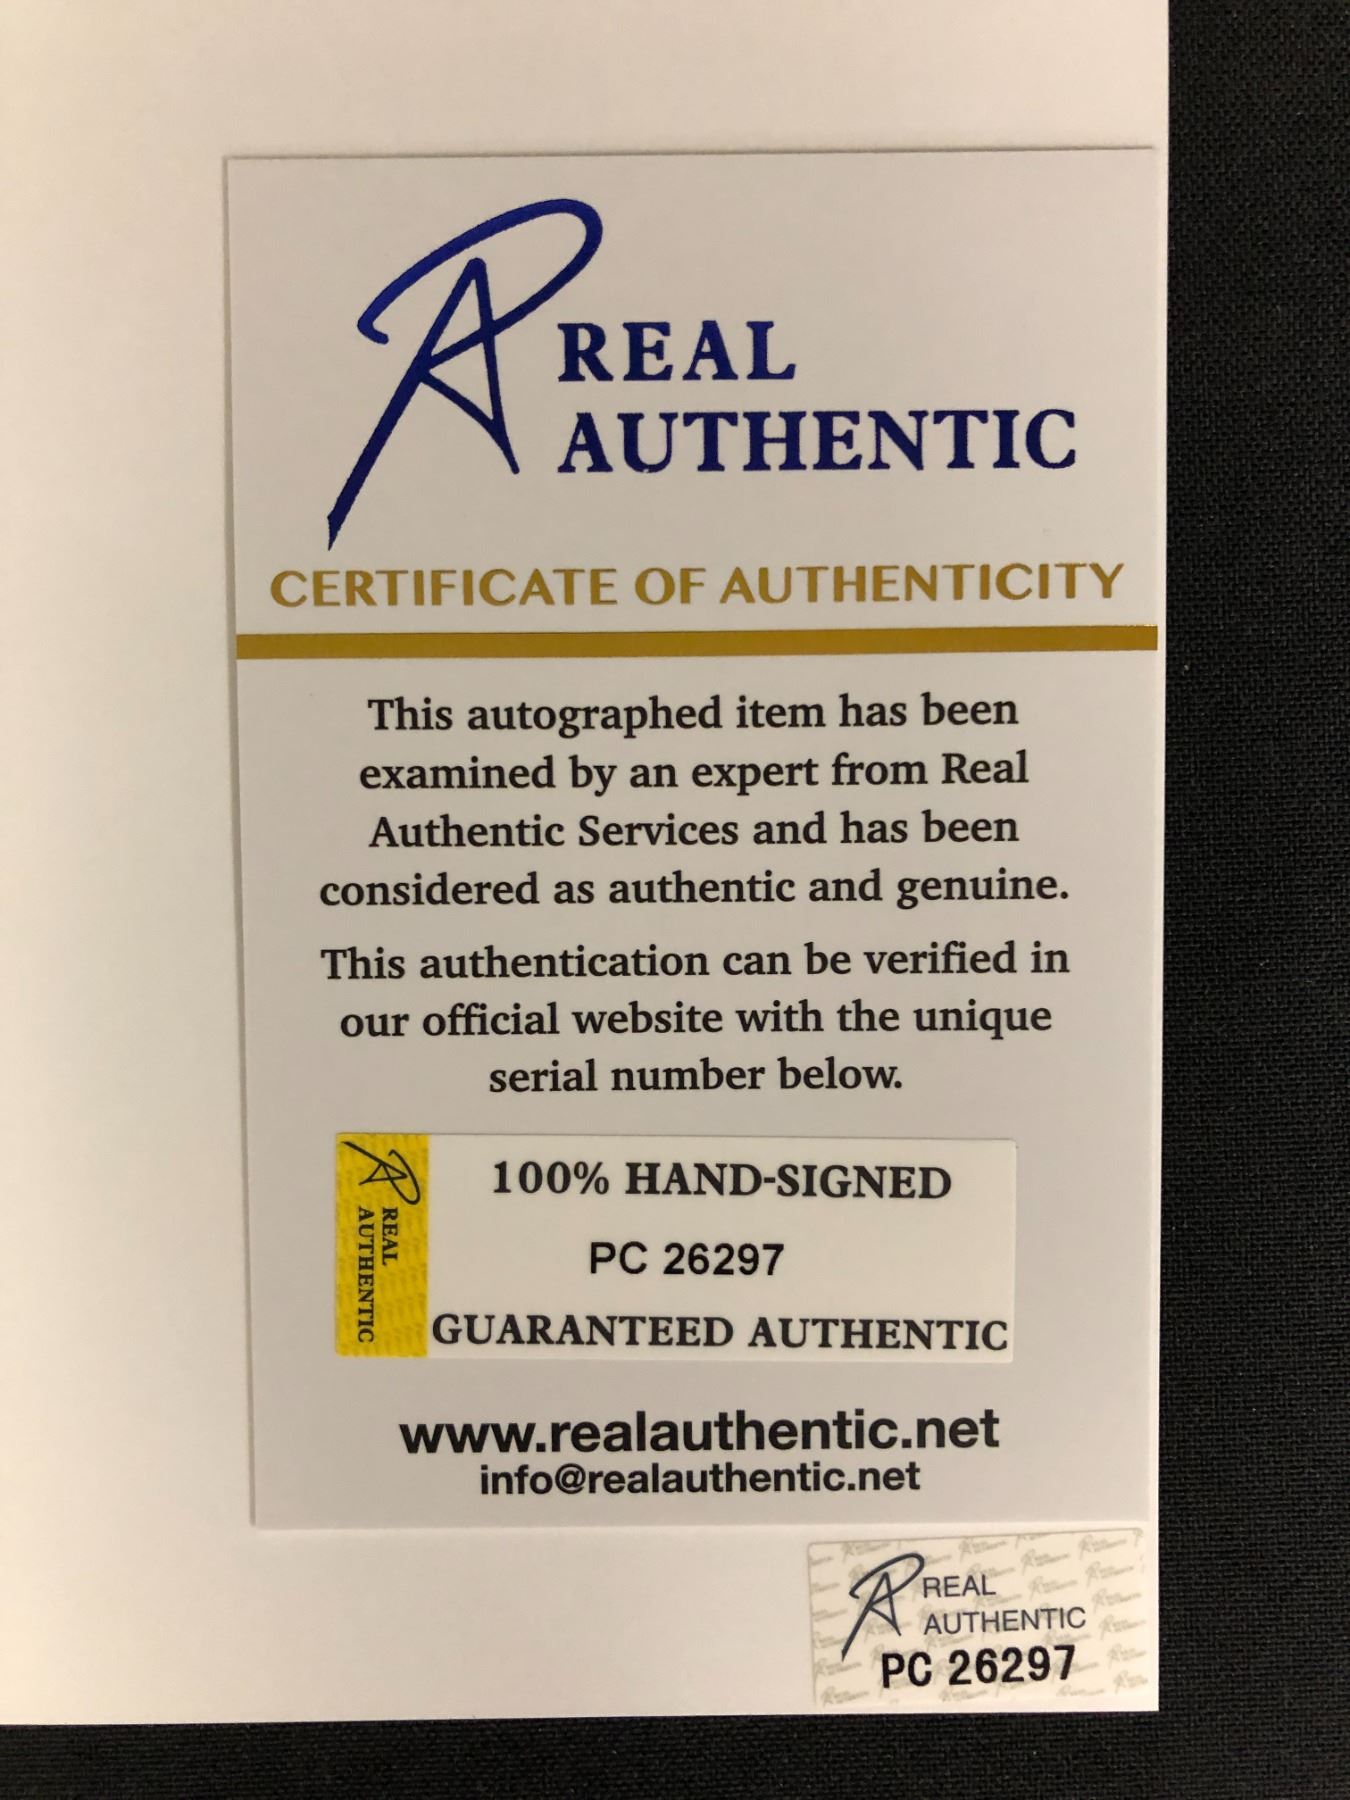 REAL
AUTHENTIC
CERTIFICATE OF AUTHENTICITY
This autographed item has been
examined by an expert from Real
Authentic Services and has been
considered as authentic and genuine.
This authentication can be verified in
our official website with the unique
serial number below.
REAL
AUTHENTIC
100% HAND-SIGNED
PC 26297
GUARANTEED AUTHENTIC
www.realauthentic.net
info@realauthentic.net
REAL
AUTHENTIC
PC 26297